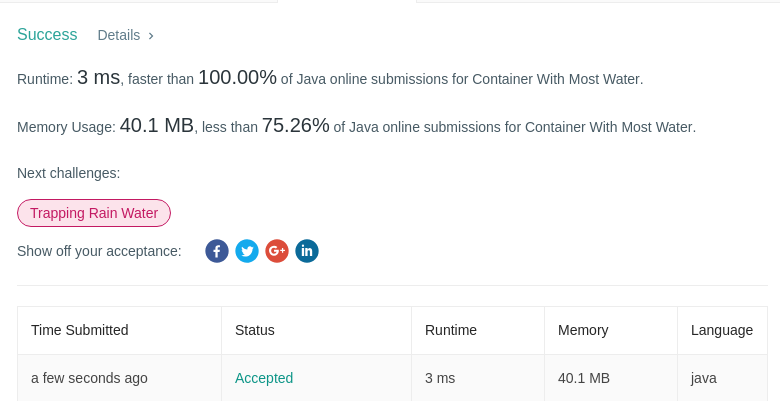 Success Details >
Runtime: 3 ms, faster than 100.00% of Java online submissions for Container With Most Water.
Memory Usage: 40.1 MB, less than 75.26% of Java online submissions for Container With Most Water.
Next challenges:
Trapping Rain Water
Show off your acceptance: f G+ in
Time Submitted Status Runtime Memory Language
a few seconds ago Accepted 3 ms 40.1 MB java